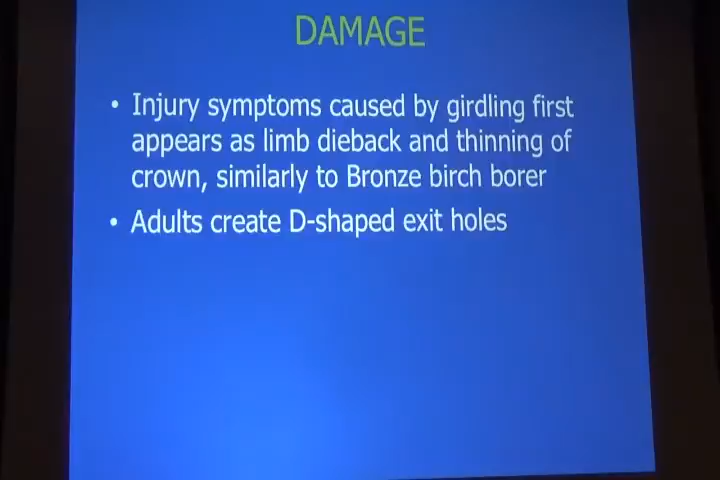 DAMAGE
• Injury symptoms caused by girdling first
appears as limb dieback and thinning of
crown, similarly to Bronze birch borer
• Adults create D-shaped exit holes